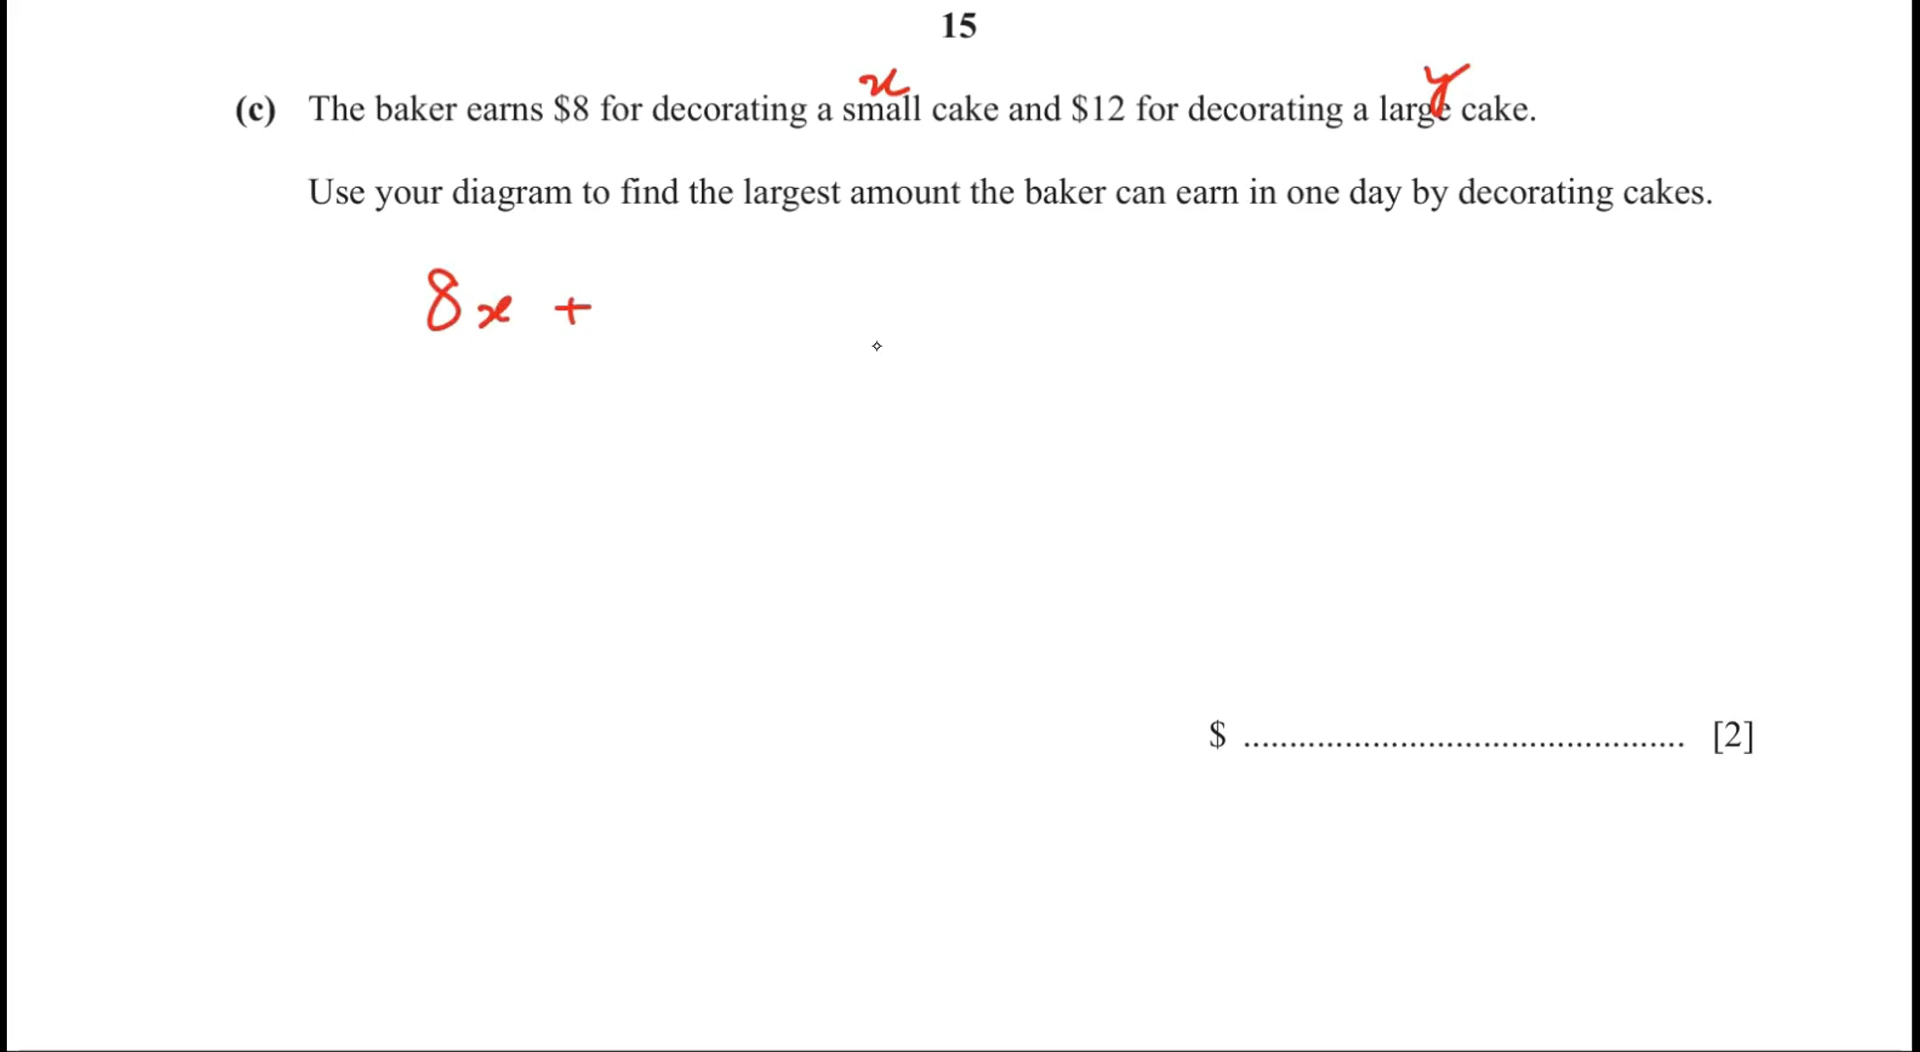 15
x y
(c) The baker earns $8 for decorating a small cake and $12 for decorating a large cake.
Use your diagram to find the largest amount the baker can earn in one day by decorating cakes.
8x +
$ ................................................ [2]